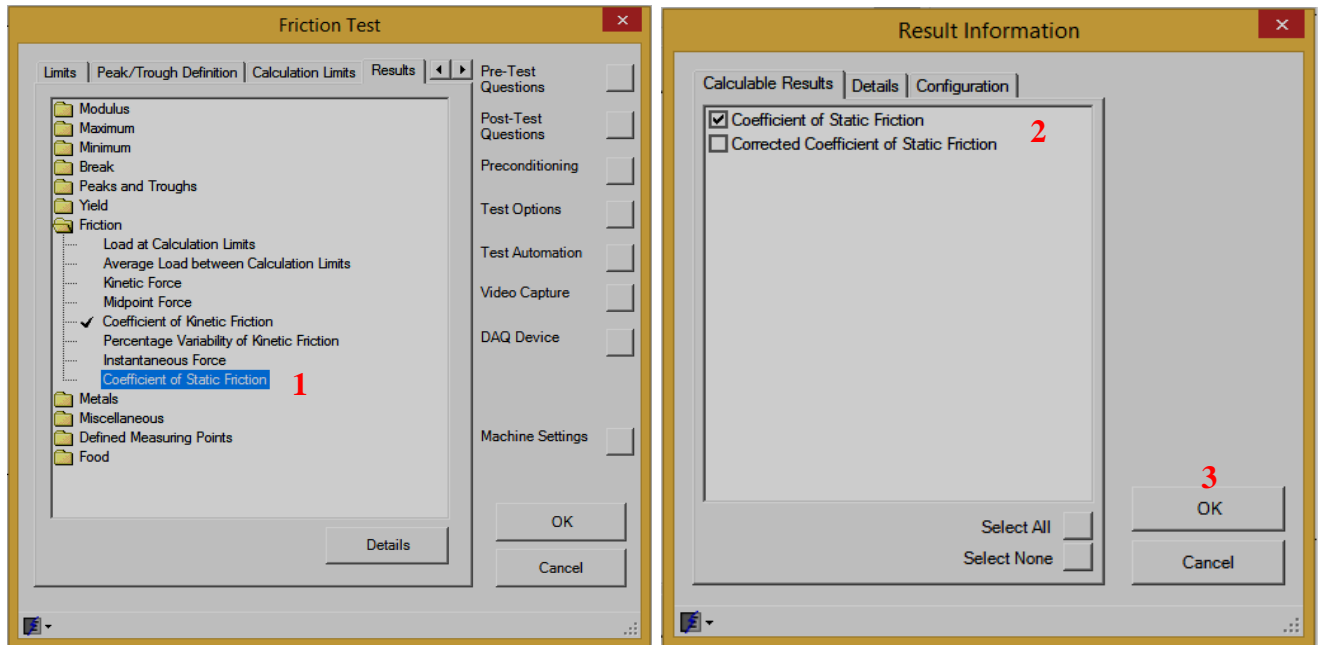 Friction Test
Limits
Peak/Trough Definition
Calculation Limits
Results
Modulus
Maximum
Minimum
Break
Peaks and Troughs
Yield
Friction
Load at Calculation Limits
Average Load between Calculation Limits
Kinetic Force
Midpoint Force
Coefficient of Kinetic Friction
Percentage Variability of Kinetic Friction
Instantaneous Force
Coefficient of Static Friction
1
Metals
Miscellaneous
Defined Measuring Points
Food
Details
Pre-Test
Questions
Post-Test
Questions
Preconditioning
Test Options
Test Automation
Video Capture
DAQ Device
Machine Settings
OK
Cancel
Result Information
Calculable Results
Details
Configuration
Coefficient of Static Friction
2
Corrected Coefficient of Static Friction
Select All
Select None
3
OK
Cancel